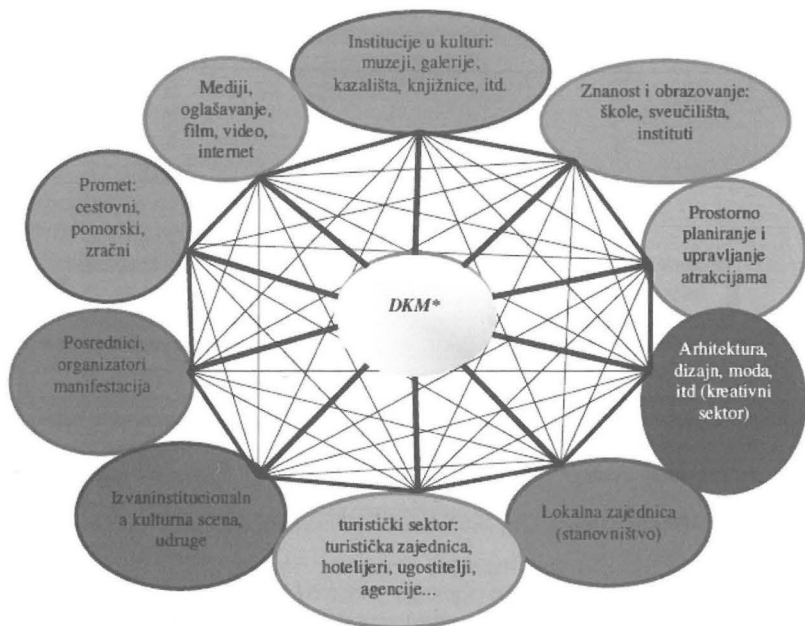 Institucije u kulturi:
muzeji, galerije,
kazališta, knjižnice, itd.
Znanost i obrazovanje:
škole, sveučilišta,
instituti
Prostorno
planiranje i
upravljanje
atrakcijama
Arhitektura,
dizajn, moda,
itd (kreativni
sektor)
Lokalna zajednica
(stanovništvo)
turistički sektor:
turistička zajednica,
hotelijeri, ugostitelji,
agencije...
Izvaninstitucionaln
a kulturna scena,
udruge
Posrednici,
organizatori
manifestacija
Promet:
cestovni,
pomorski,
zračni
Mediji,
oglašavanje,
film, video,
internet
DKM*